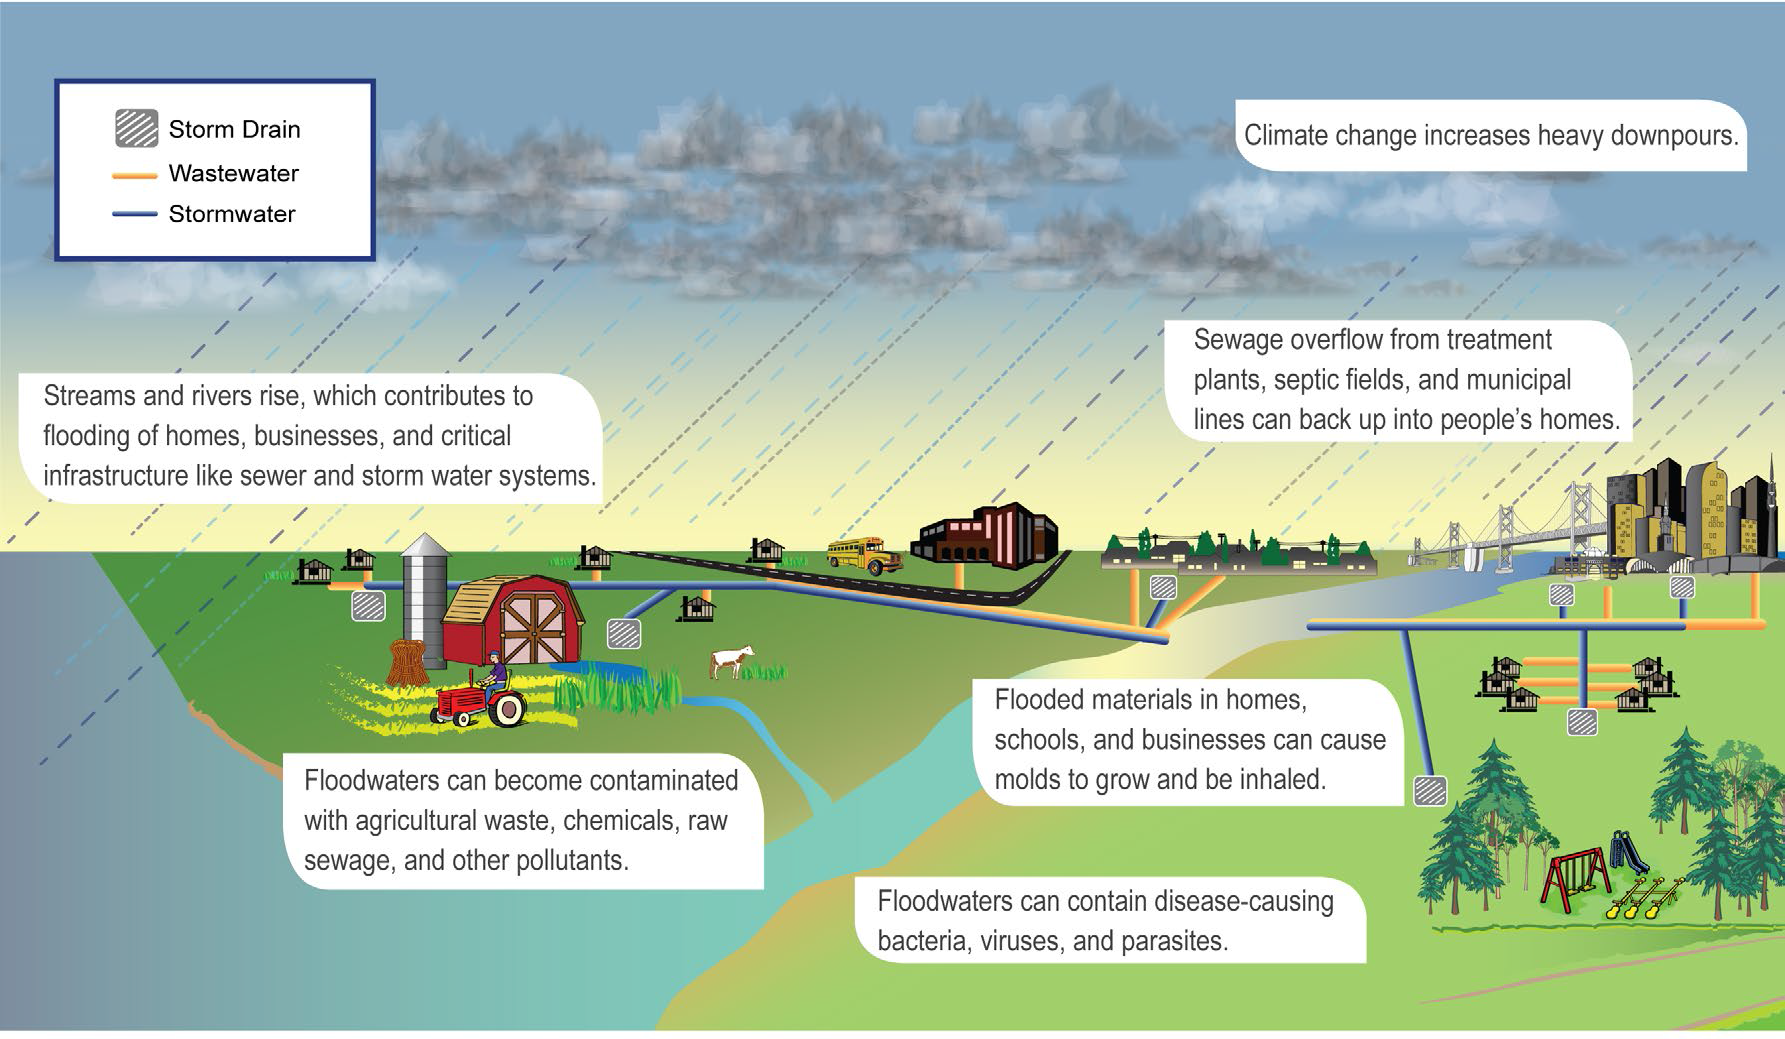 Storm Drain
Wastewater
Stormwater
Climate change increases heavy downpours.
Sewage overflow from treatment
plants, septic fields, and municipal
lines can back up into people’s homes.
Streams and rivers rise, which contributes to
flooding of homes, businesses, and critical
infrastructure like sewer and storm water systems.
Flooded materials in homes,
schools, and businesses can cause
molds to grow and be inhaled.
Floodwaters can become contaminated
with agricultural waste, chemicals, raw
sewage, and other pollutants.
Floodwaters can contain disease-causing
bacteria, viruses, and parasites.